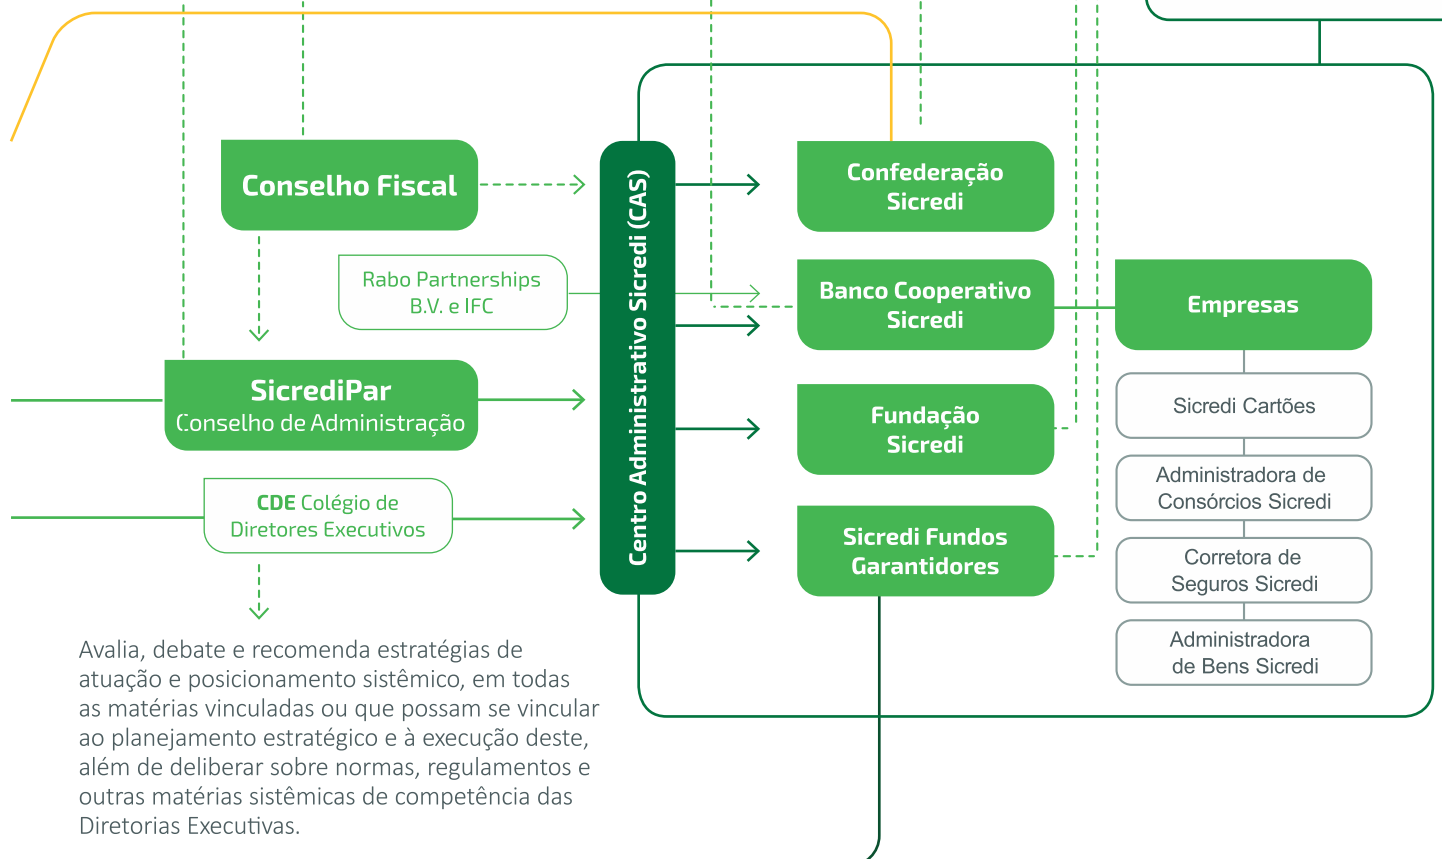 Conselho Fiscal
Rabo Partnerships
B.V. e IFC
SicrediPar
Conselho de Administração
CDE Colégio de
Diretores Executivos
Avalia, debate e recomenda estratégias de
atuação e posicionamento sistêmico, em todas
as matérias vinculadas ou que possam se vincular
ao planejamento estratégico e à execução deste,
além de deliberar sobre normas, regulamentos e
outras matérias sistêmicas de competência das
Diretorias Executivas.
Centro Administrativo Sicredi (CAS)
Confederação
Sicredi
Banco Cooperativo
Sicredi
Fundação
Sicredi
Sicredi Fundos
Garantidores
Empresas
Sicredi Cartões
Administradora de
Consórcios Sicredi
Corretora de
Seguros Sicredi
Administradora
de Bens Sicredi